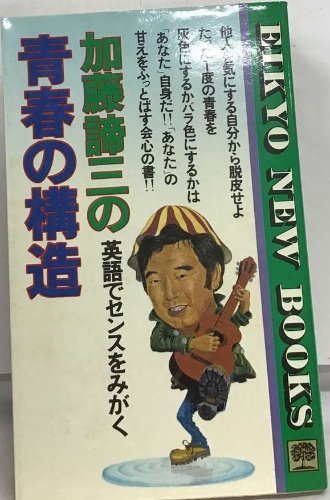 他人を気にする自分から脱皮せよ
たった一度の青春を
灰色にするかバラ色にするかは
あなた自身だ!!「あなた」の
甘えをふっとばす会心の書!!
加藤諦三の
青春の構造
英語でセンスをみがく
EIKYO NEW BOOKS